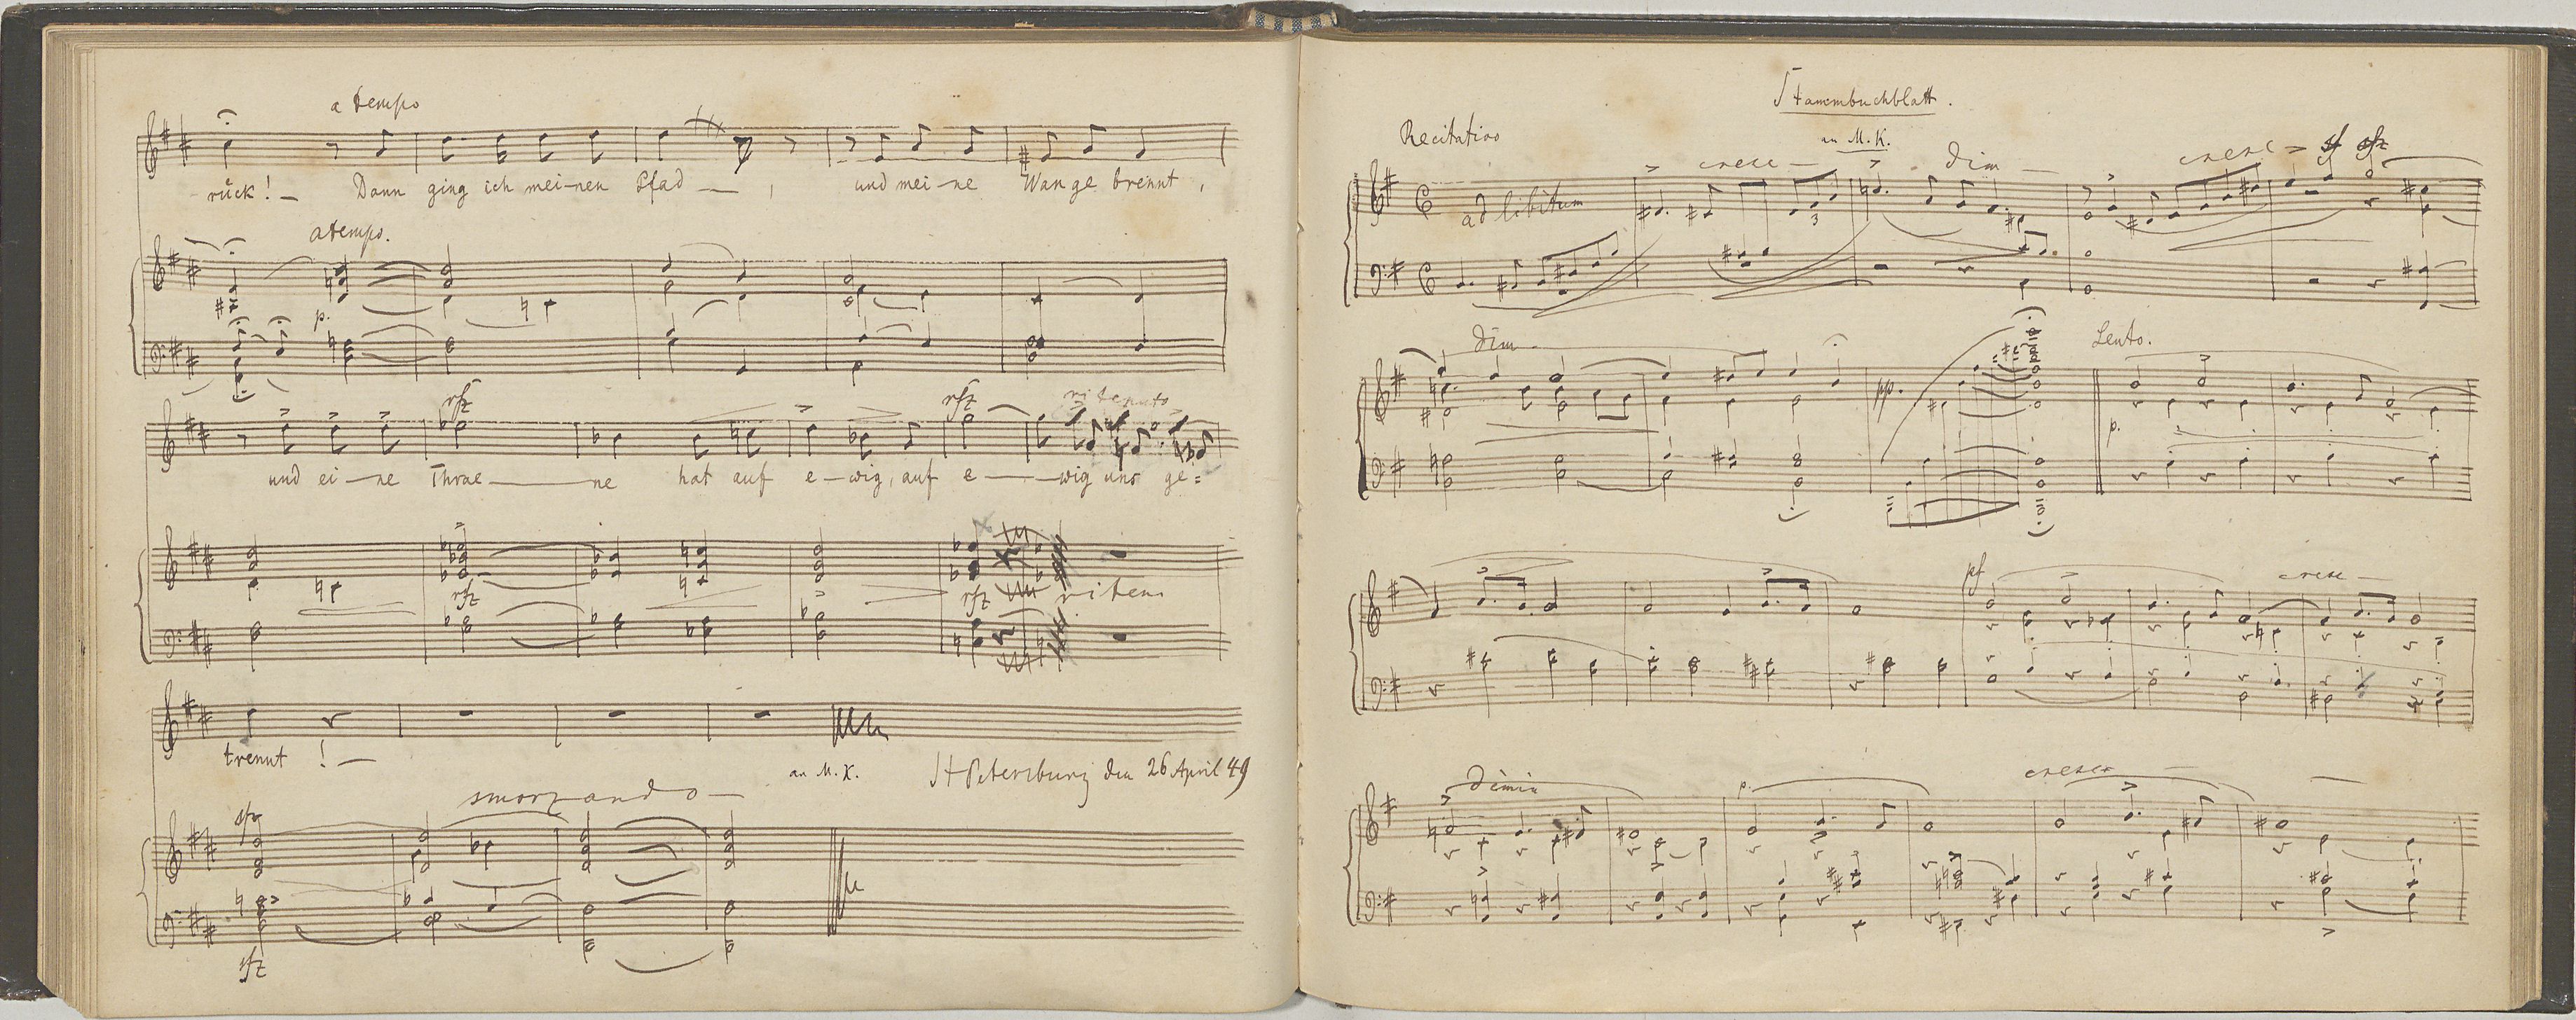 a tempo
rück! — Dann ging ich mei-nen Pfad —, und mei-ne Wange brennt,
a tempo.
p.
rfz rfz ritenuto
und ei-ne Thrae——ne hat auf e-wig, auf e——wig uns ge=
rfz rfz riten
trennt! —
an M. K. St Petersburg den 26 April 49
smorzando —
sfz
sfz
Stammbuchblatt.
an M. K.
Recitativo
cresc — dim — cresc sf sfz
ad libitum
3
dim. Lento.
pp. p.
pf cresc —
dimin p. cresc —